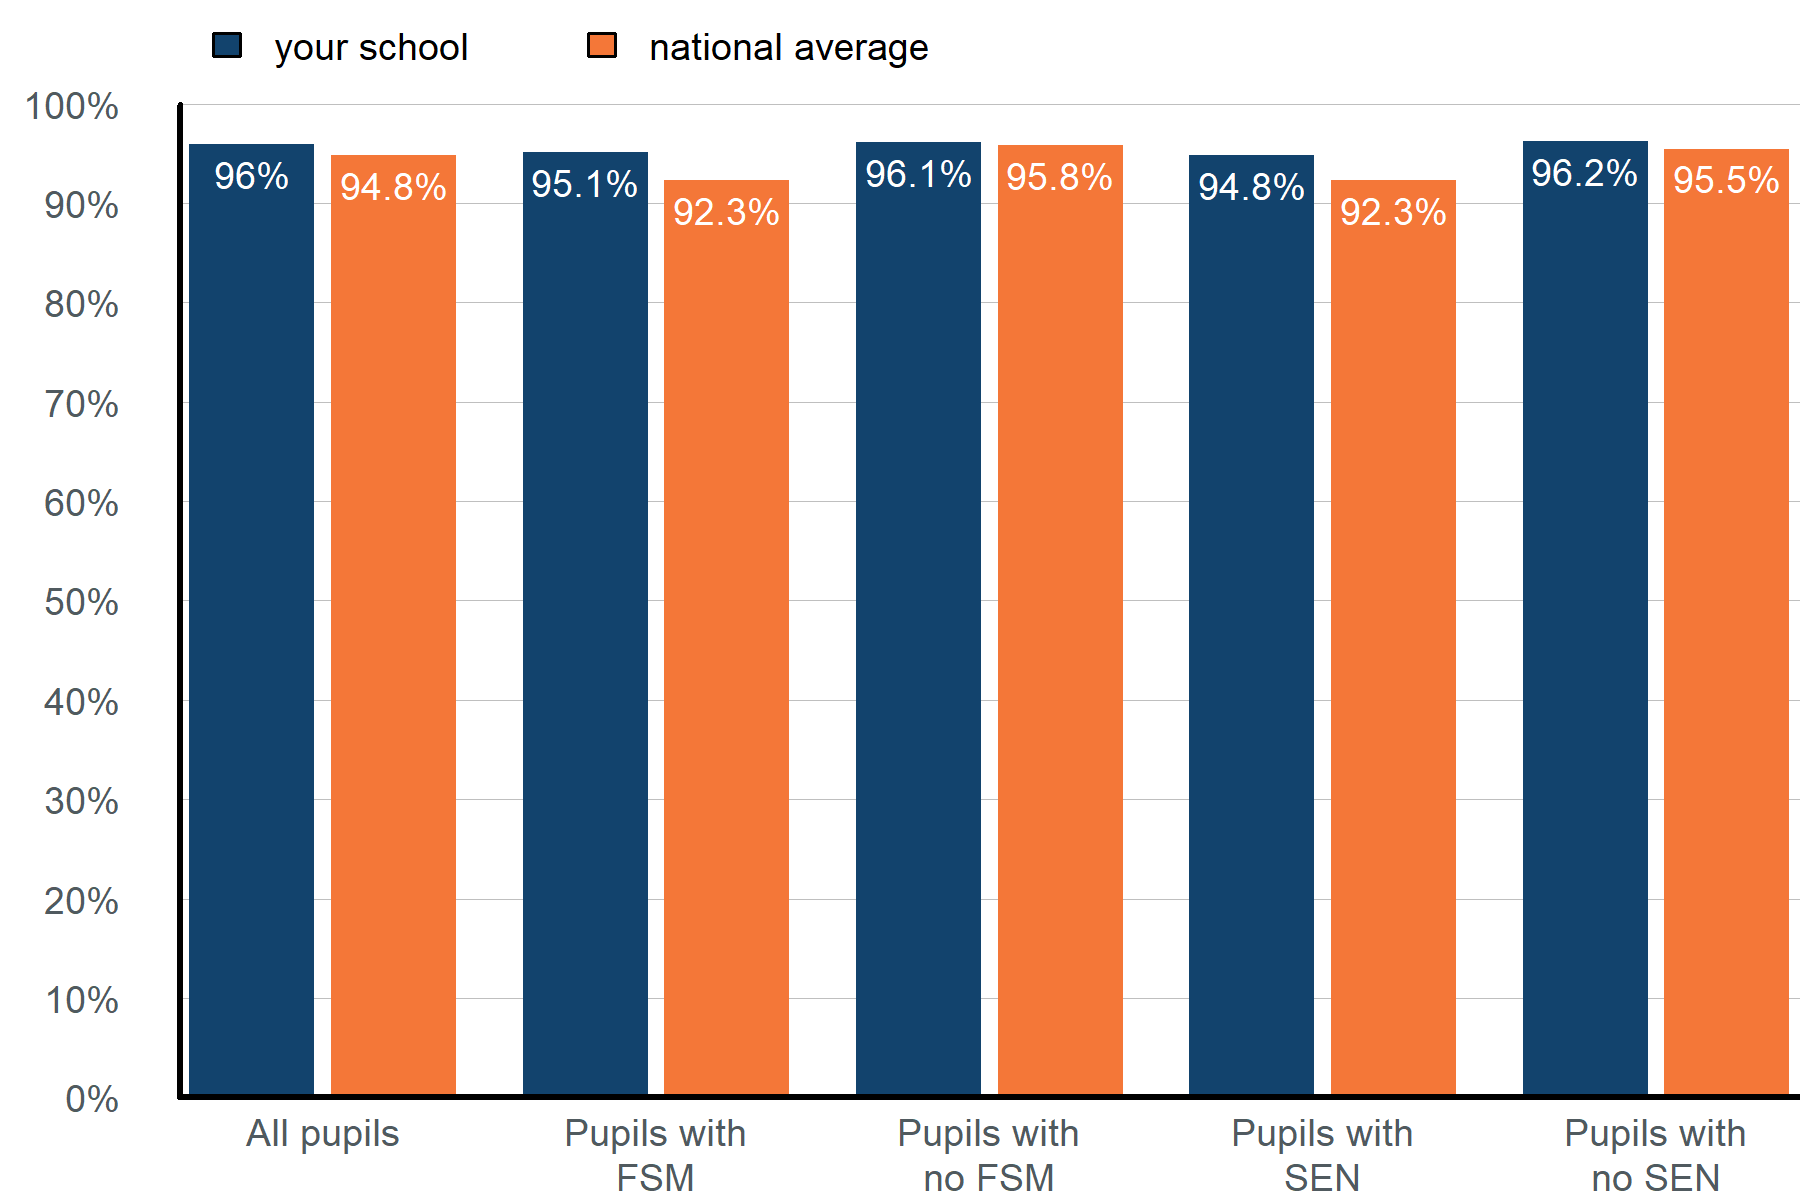 your school national average
100%
90%
80%
70%
60%
50%
40%
30%
20%
10%
0%
96% 94.8% 95.1% 92.3% 96.1% 95.8% 94.8% 92.3% 96.2% 95.5%
All pupils Pupils with Pupils with Pupils with Pupils with
FSM no FSM SEN no SEN